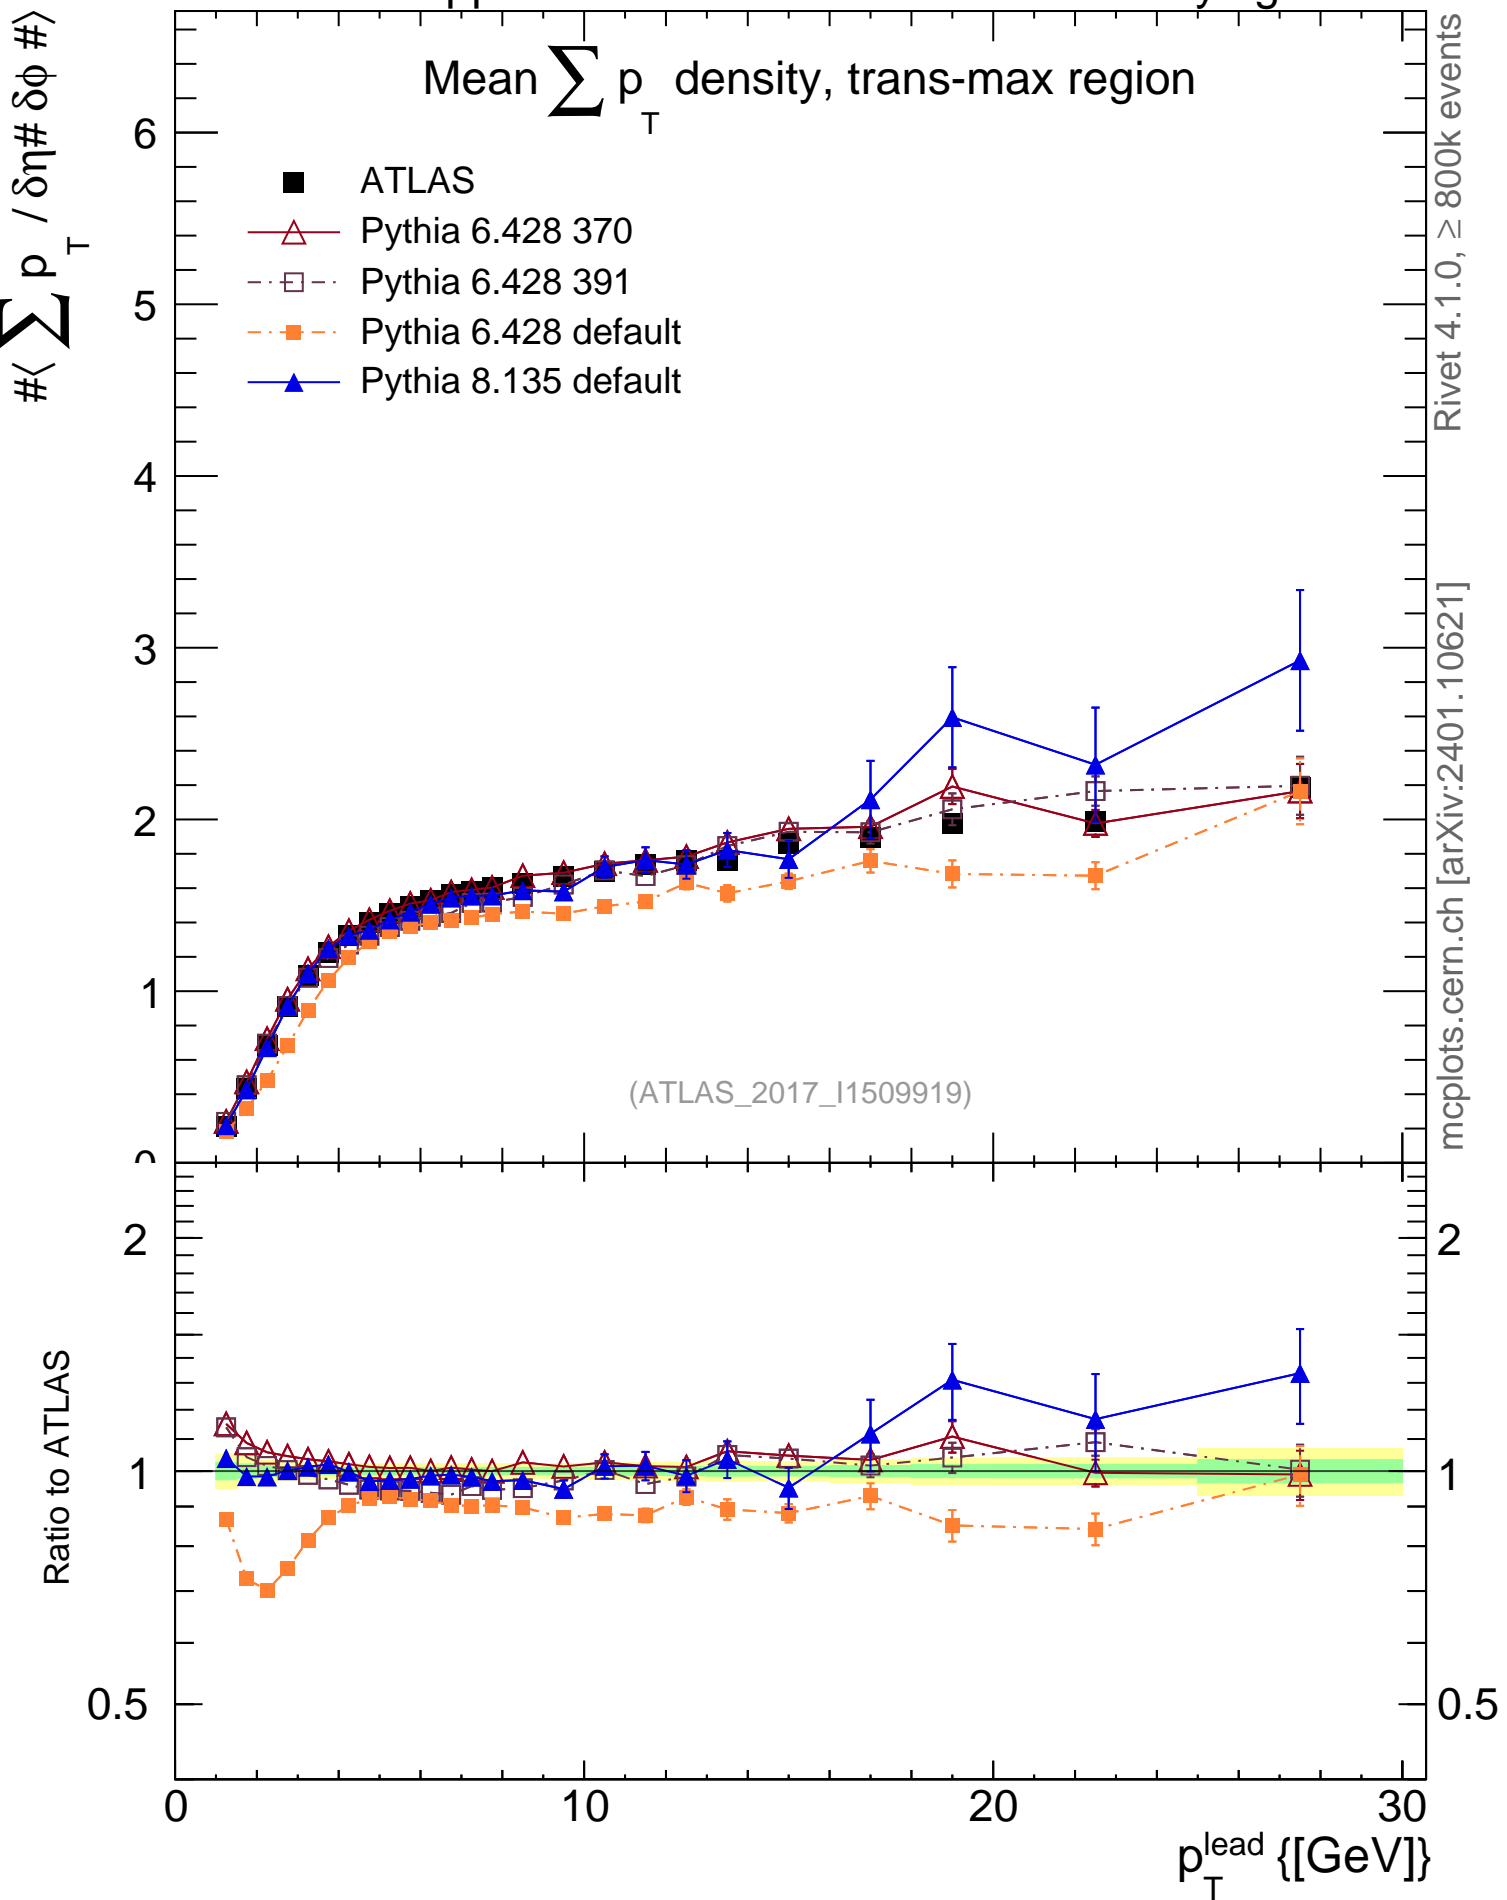 Mean ∑ p_T density, trans-max region
#⟨ ∑ p_T / δη# δϕ #⟩
6
5
4
3
2
1
0
ATLAS
Pythia 6.428 370
Pythia 6.428 391
Pythia 6.428 default
Pythia 8.135 default
(ATLAS_2017_I1509919)
Rivet 4.1.0, ≥ 800k events
mcplots.cern.ch [arXiv:2401.10621]
Ratio to ATLAS
2
1
0.5
2
1
0.5
0
10
20
30
p_T^lead {[GeV]}